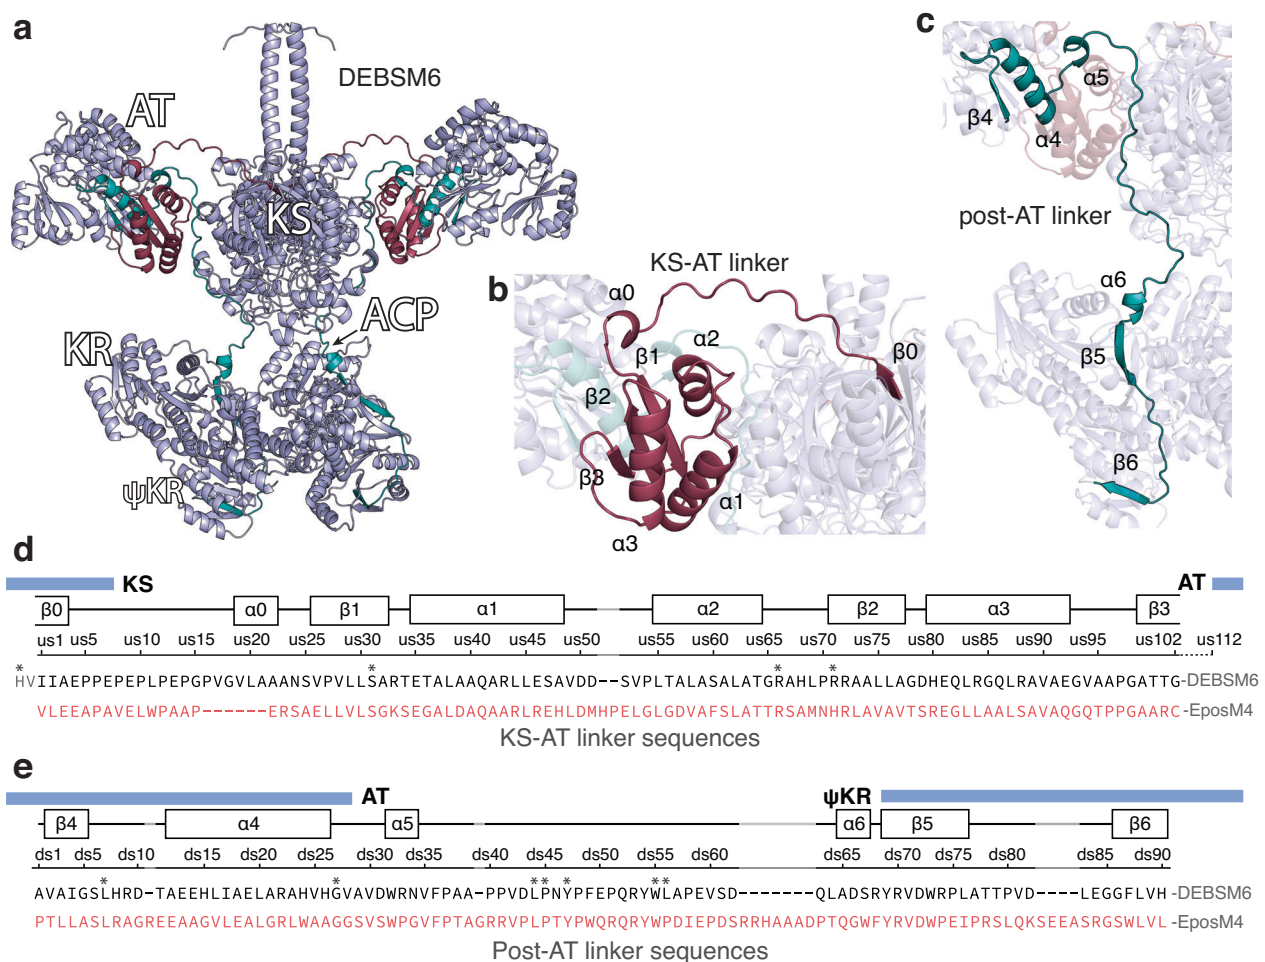 a
DEBSM6
AT
KS
ACP
KR
ψKR
b
KS-AT linker
α0
β1
α2
β0
β2
β3
α1
α3
c
α5
β4
α4
post-AT linker
α6
β5
β6
d
KS
AT
β0 α0 β1 α1 α2 β2 α3 β3
us1 us5 us10 us15 us20 us25 us30 us35 us40 us45 us50 us55 us60 us65 us70 us75 us80 us85 us90 us95 us102 us112
* * * *
HVIIAEPPEPEPLPEPGPVGVLAAANSVPVLLSARTETALAAQARLLESAVDD--SVPLTALASALATGRAHLPRRAALLAGDHEQLRGQLRAVAEGVAAPGATTG-DEBSM6
VLEEAPAVELWPAAP------ERSAELLVLSGKSEGALDAQAARLREHLDMHPELGLGDVAFSLATTRSAMNHRLAVAVTSREGLLAALSAVAQGQTPPGAARC-EposM4
KS-AT linker sequences
e
AT
ψKR
β4 α4 α5 α6 β5 β6
ds1 ds5 ds10 ds15 ds20 ds25 ds30 ds35 ds40 ds45 ds50 ds55 ds60 ds65 ds70 ds75 ds80 ds85 ds90
* * ** * **
AVAIGSLHRD-TAEEHLIAELARAHVHGVAVDWRNVFPAA-PPVDLPNYPFEPQRYWLAPEVSD-------QLADSRYRVDWRPLATTPVD----LEGGFLVH-DEBSM6
PTLLASLRAGREEAAGVLEALGRLWAAGGSVSWPGVFPTAGRRVPLPTYPWQRQRYWPDIEPDSRRHAAADPTQGWFYRVDWPEIPRSLQKSEEASRGSWLVL-EposM4
Post-AT linker sequences